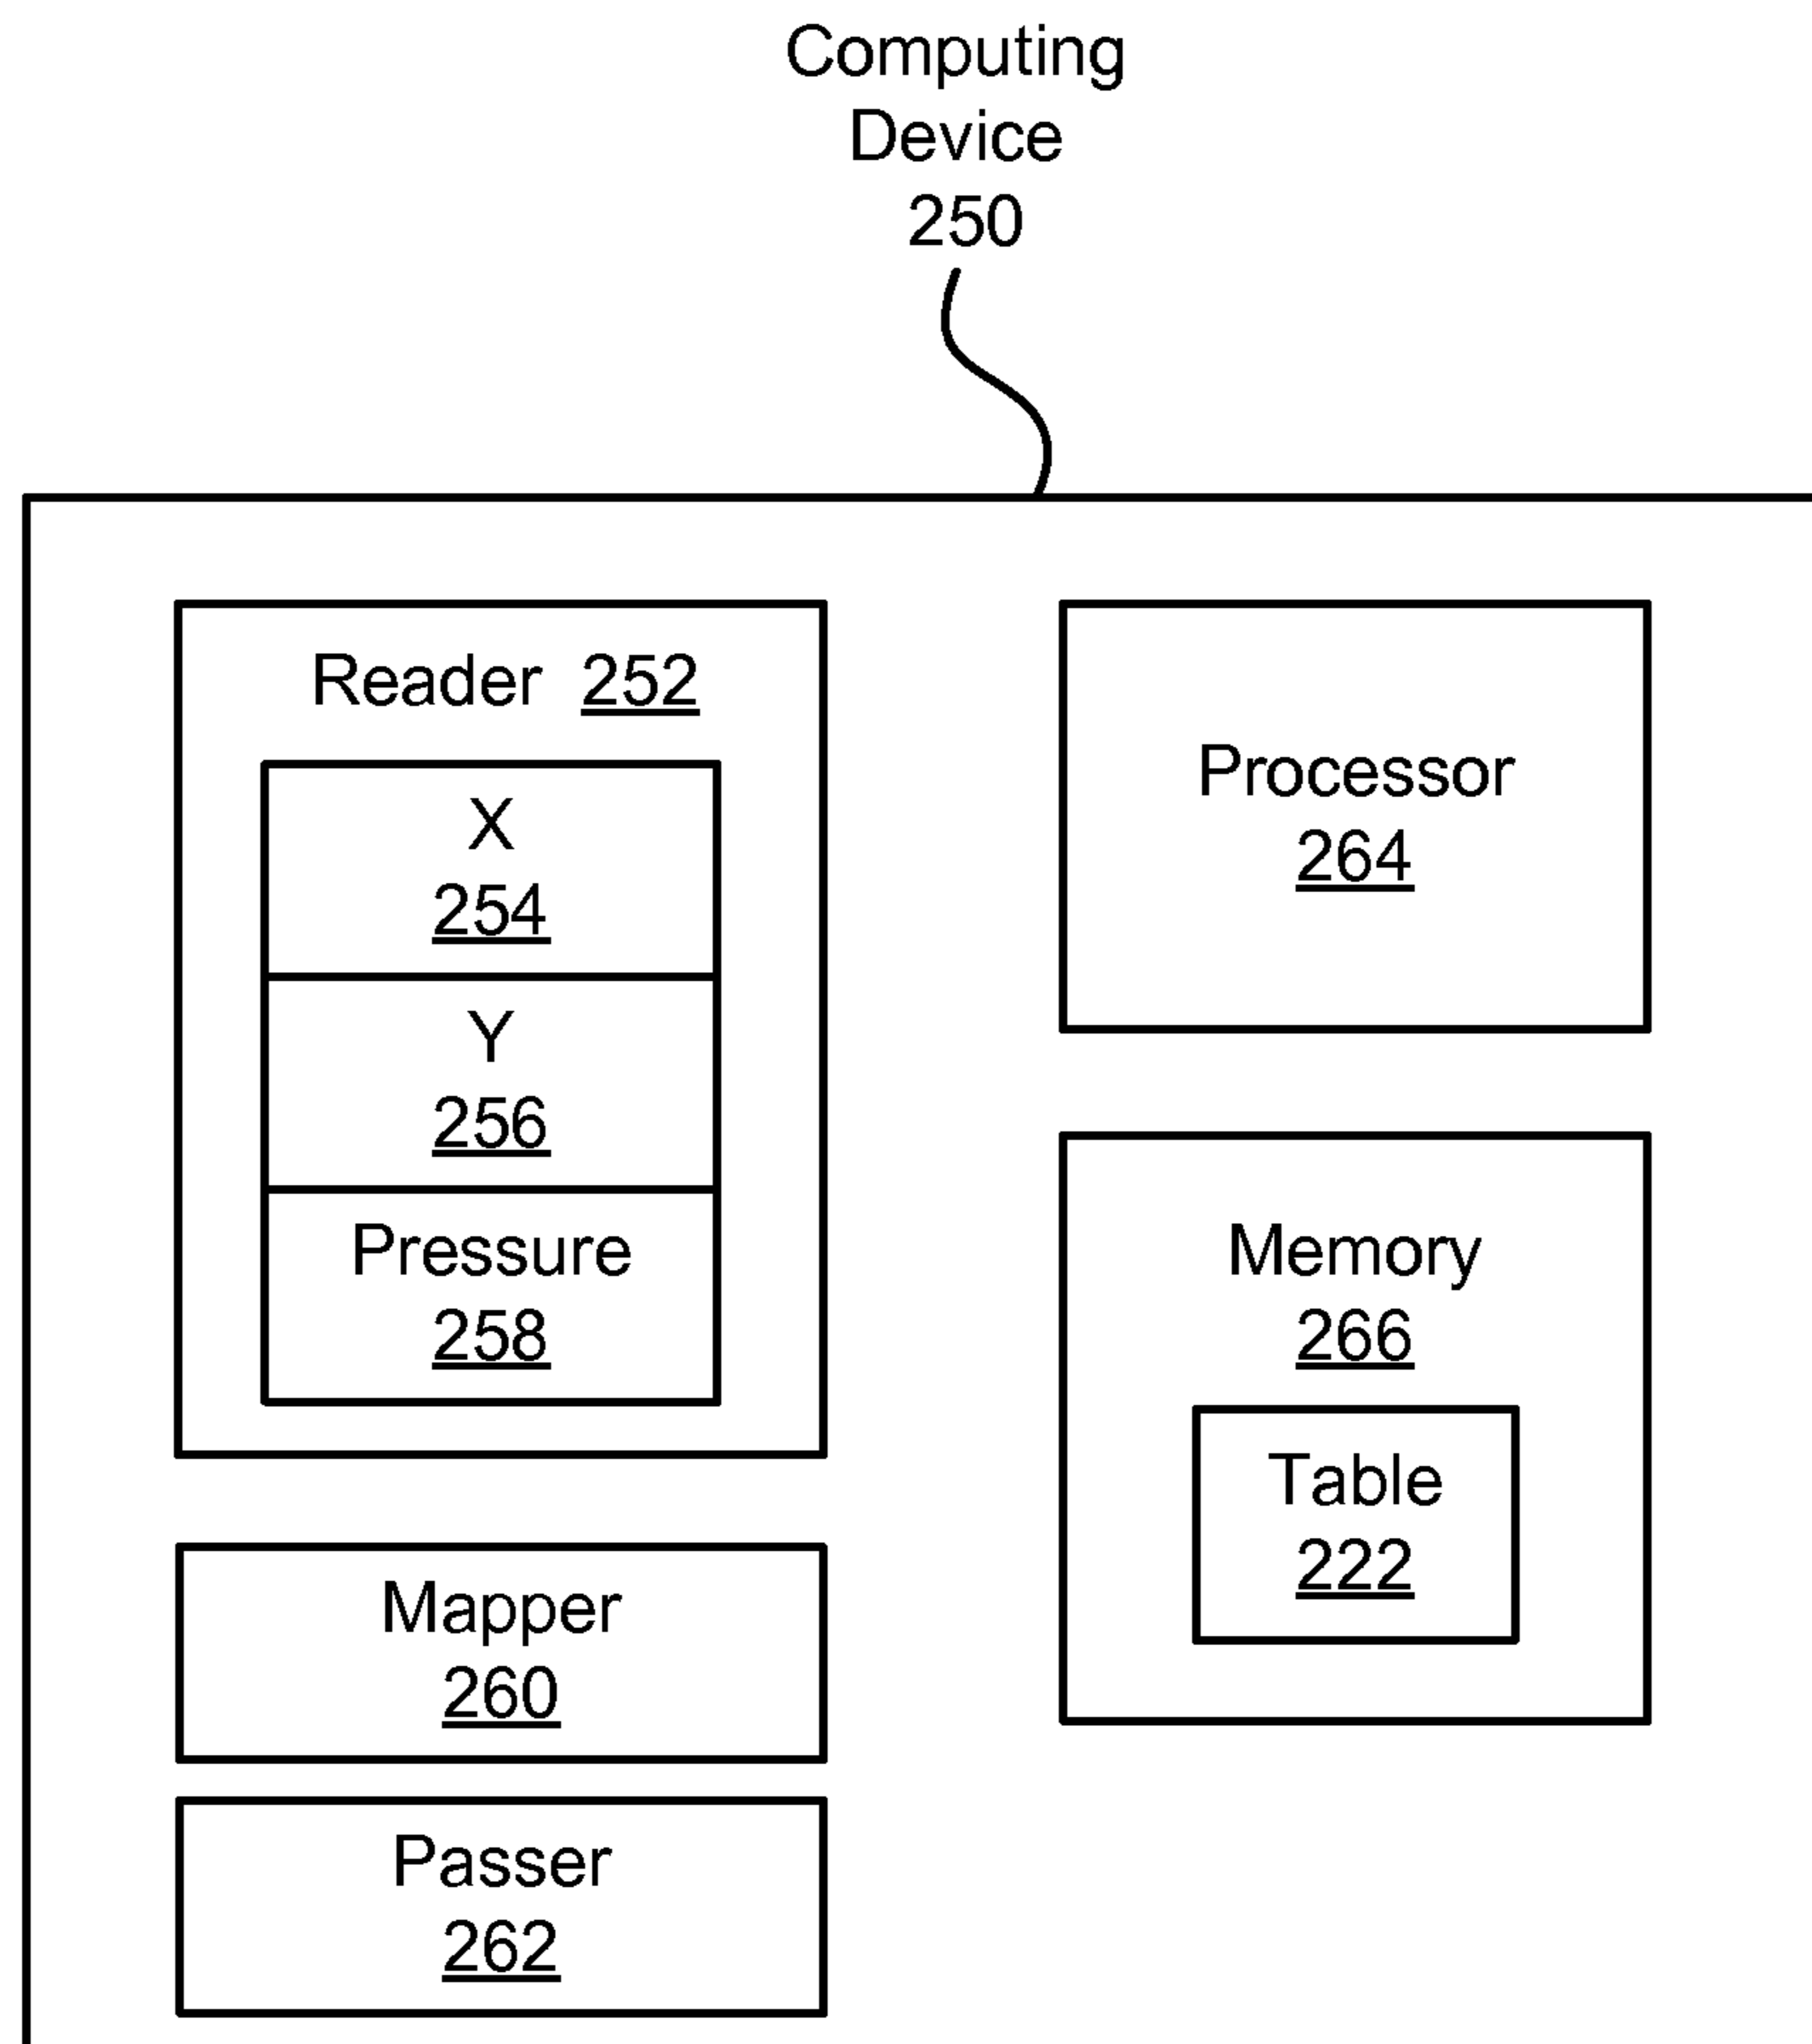 Computing
Device
250
Reader 252
X
254
Y
256
Pressure
258
Mapper
260
Passer
262
Processor
264
Memory
266
Table
222